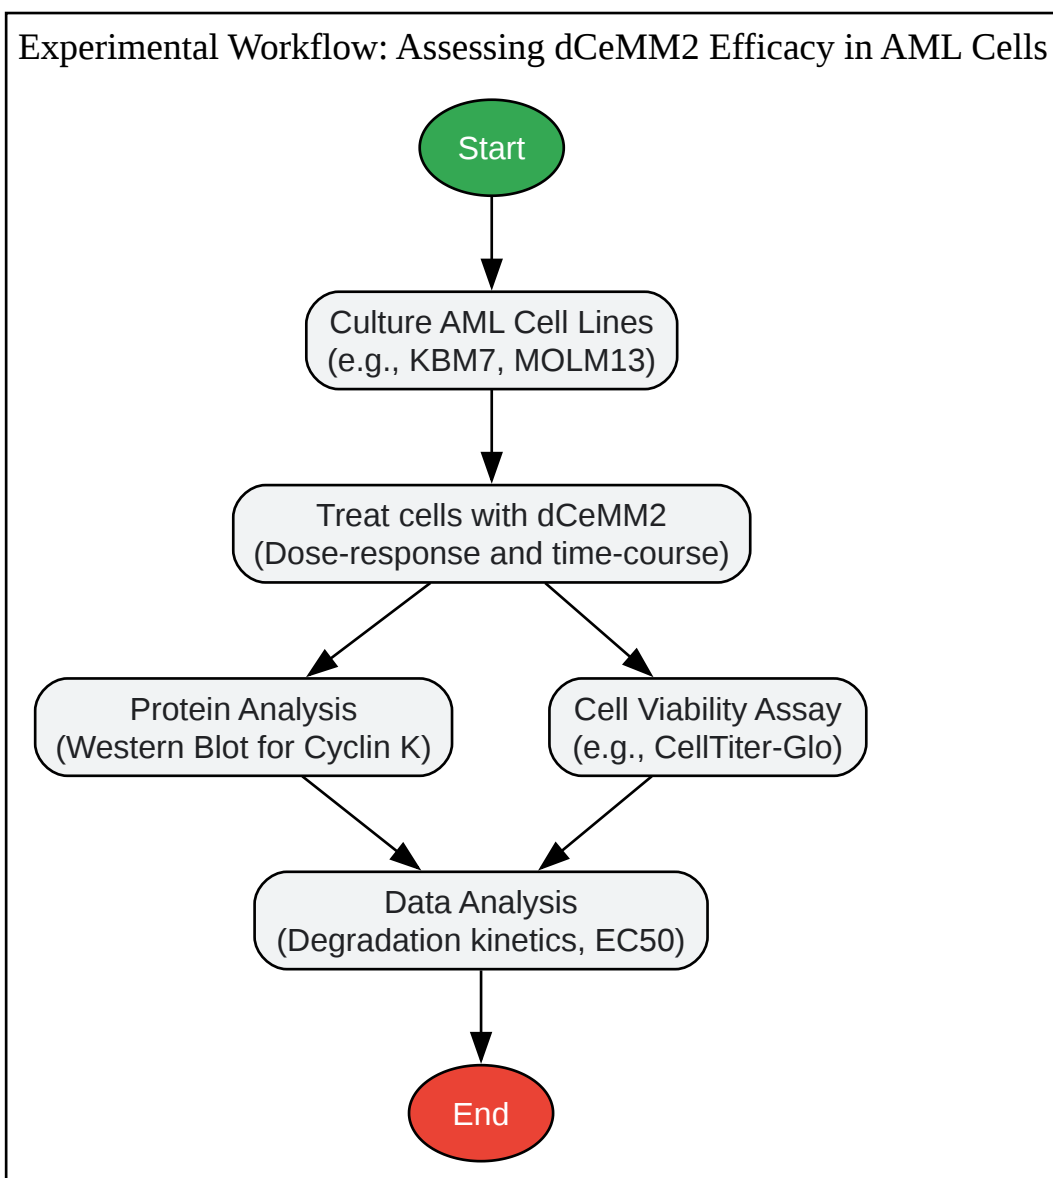 Experimental Workflow: Assessing dCeMM2 Efficacy in AML Cells
Start
Culture AML Cell Lines
(e.g., KBM7, MOLM13)
Treat cells with dCeMM2
(Dose-response and time-course)
Protein Analysis
(Western Blot for Cyclin K)
Cell Viability Assay
(e.g., CellTiter-Glo)
Data Analysis
(Degradation kinetics, EC50)
End